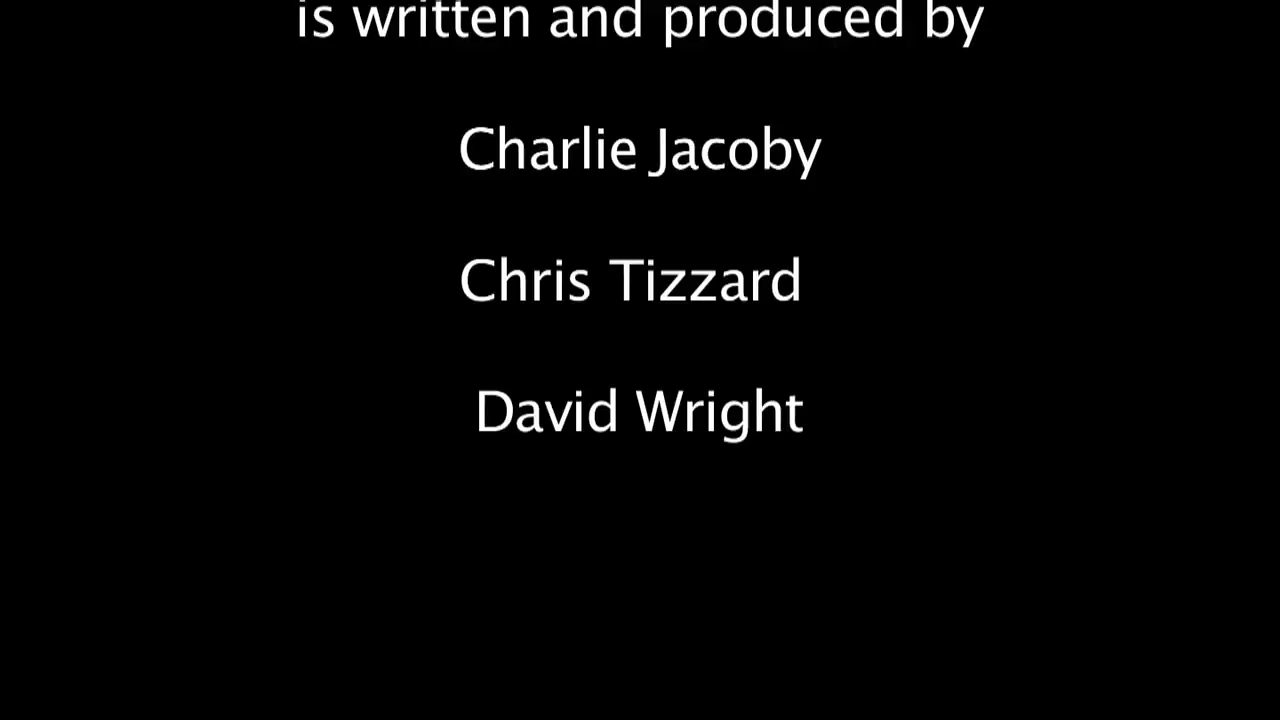 is written and produced by
Charlie Jacoby
Chris Tizzard
David Wright